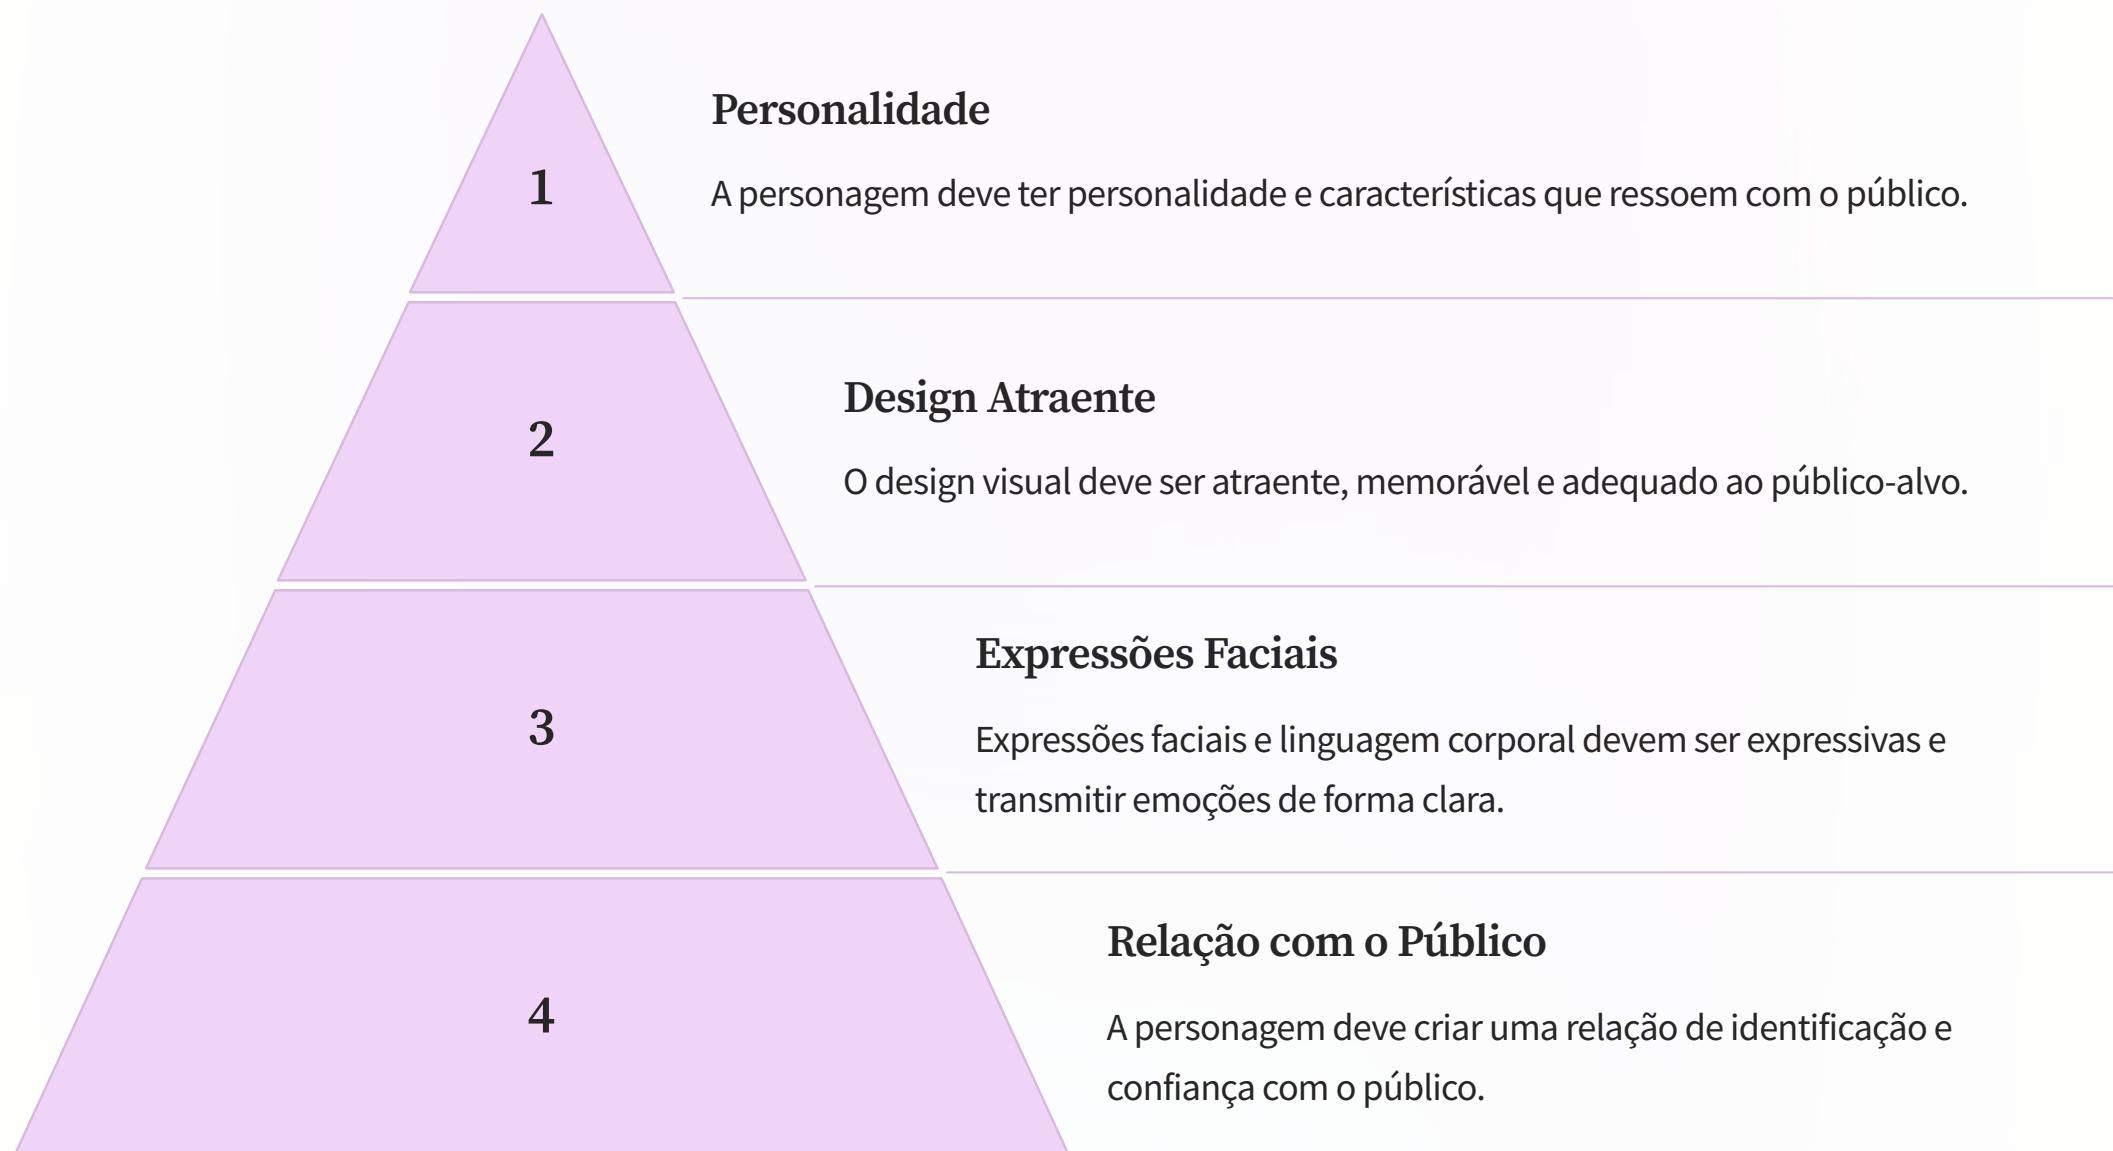 Personalidade
1
A personagem deve ter personalidade e características que ressoem com o público.
Design Atraente
2
O design visual deve ser atraente, memorável e adequado ao público-alvo.
Expressões Faciais
3
Expressões faciais e linguagem corporal devem ser expressivas e
transmitir emoções de forma clara.
Relação com o Público
4
A personagem deve criar uma relação de identificação e
confiança com o público.